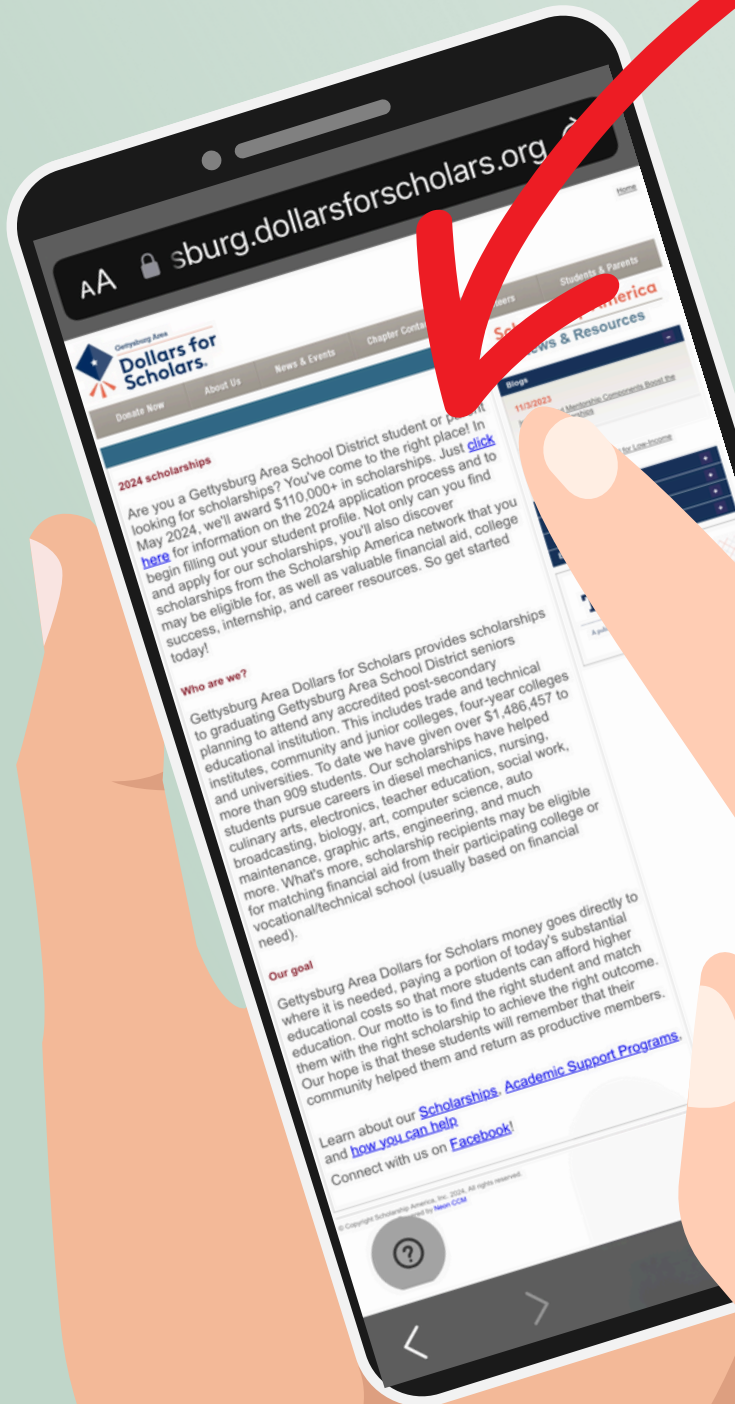 AA sburg.dollarsforscholars.org
Home
Gettysburg Area
Dollars for
Scholars.
Donate Now About Us News & Events Chapter Students & Parents
& Resources
Blogs
11/3/2023
Mentorship Components Boost the
for Low-Income
2024 scholarships
Are you a Gettysburg Area School District student or
looking for scholarships? You've come to the right place! In
May 2024, we'll award $110,000+ in scholarships. Just click
here for information on the 2024 application process and to
begin filling out your student profile. Not only can you find
and apply for our scholarships, you'll also discover
scholarships from the Scholarship America network that you
may be eligible for, as well as valuable financial aid, college
success, internship, and career resources. So get started
today!
Who are we?
Gettysburg Area Dollars for Scholars provides scholarships
to graduating Gettysburg Area School District seniors
planning to attend any accredited post-secondary
educational institution. This includes trade and technical
institutes, community and junior colleges, four-year colleges
and universities. To date we have given over $1,486,457 to
more than 909 students. Our scholarships have helped
students pursue careers in diesel mechanics, nursing,
culinary arts, electronics, teacher education, social work,
broadcasting, biology, art, computer science, auto
maintenance, graphic arts, engineering, and much
more. What's more, scholarship recipients may be eligible
for matching financial aid from their participating college or
vocational/technical school (usually based on financial
need).
Our goal
Gettysburg Area Dollars for Scholars money goes directly to
where it is needed, paying a portion of today's substantial
educational costs so that more students can afford higher
education. Our motto is to find the right student and match
them with the right scholarship to achieve the right outcome.
Our hope is that these students will remember that their
community helped them and return as productive members.
Learn about our Scholarships, Academic Support Programs,
and how you can help
Connect with us on Facebook!
© Copyright Scholarship America, Inc. 2024. All rights reserved.
by Neon CCM
?